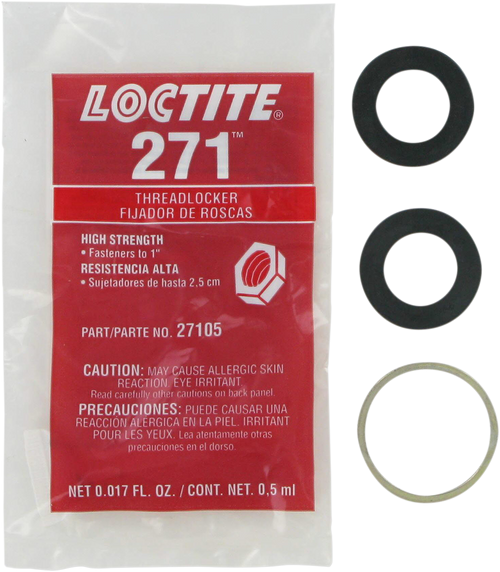 LOCTITE®
271™
THREADLOCKER
FIJADOR DE ROSCAS
HIGH STRENGTH
• Fasteners to 1"
RESISTENCIA ALTA
• Sujetadores de hasta 2,5 cm
PART/PARTE NO. 27105
CAUTION: MAY CAUSE ALLERGIC SKIN
REACTION. EYE IRRITANT.
Read carefully other cautions on back panel.
PRECAUCIONES: PUEDE CAUSAR UNA
REACCIÓN ALERGICA EN LA PIEL. IRRITANT
POUR LES YEUX. Lea atentamente otras
precauciones en el dorso.
NET 0.017 FL. OZ. / CONT. NET. 0,5 ml